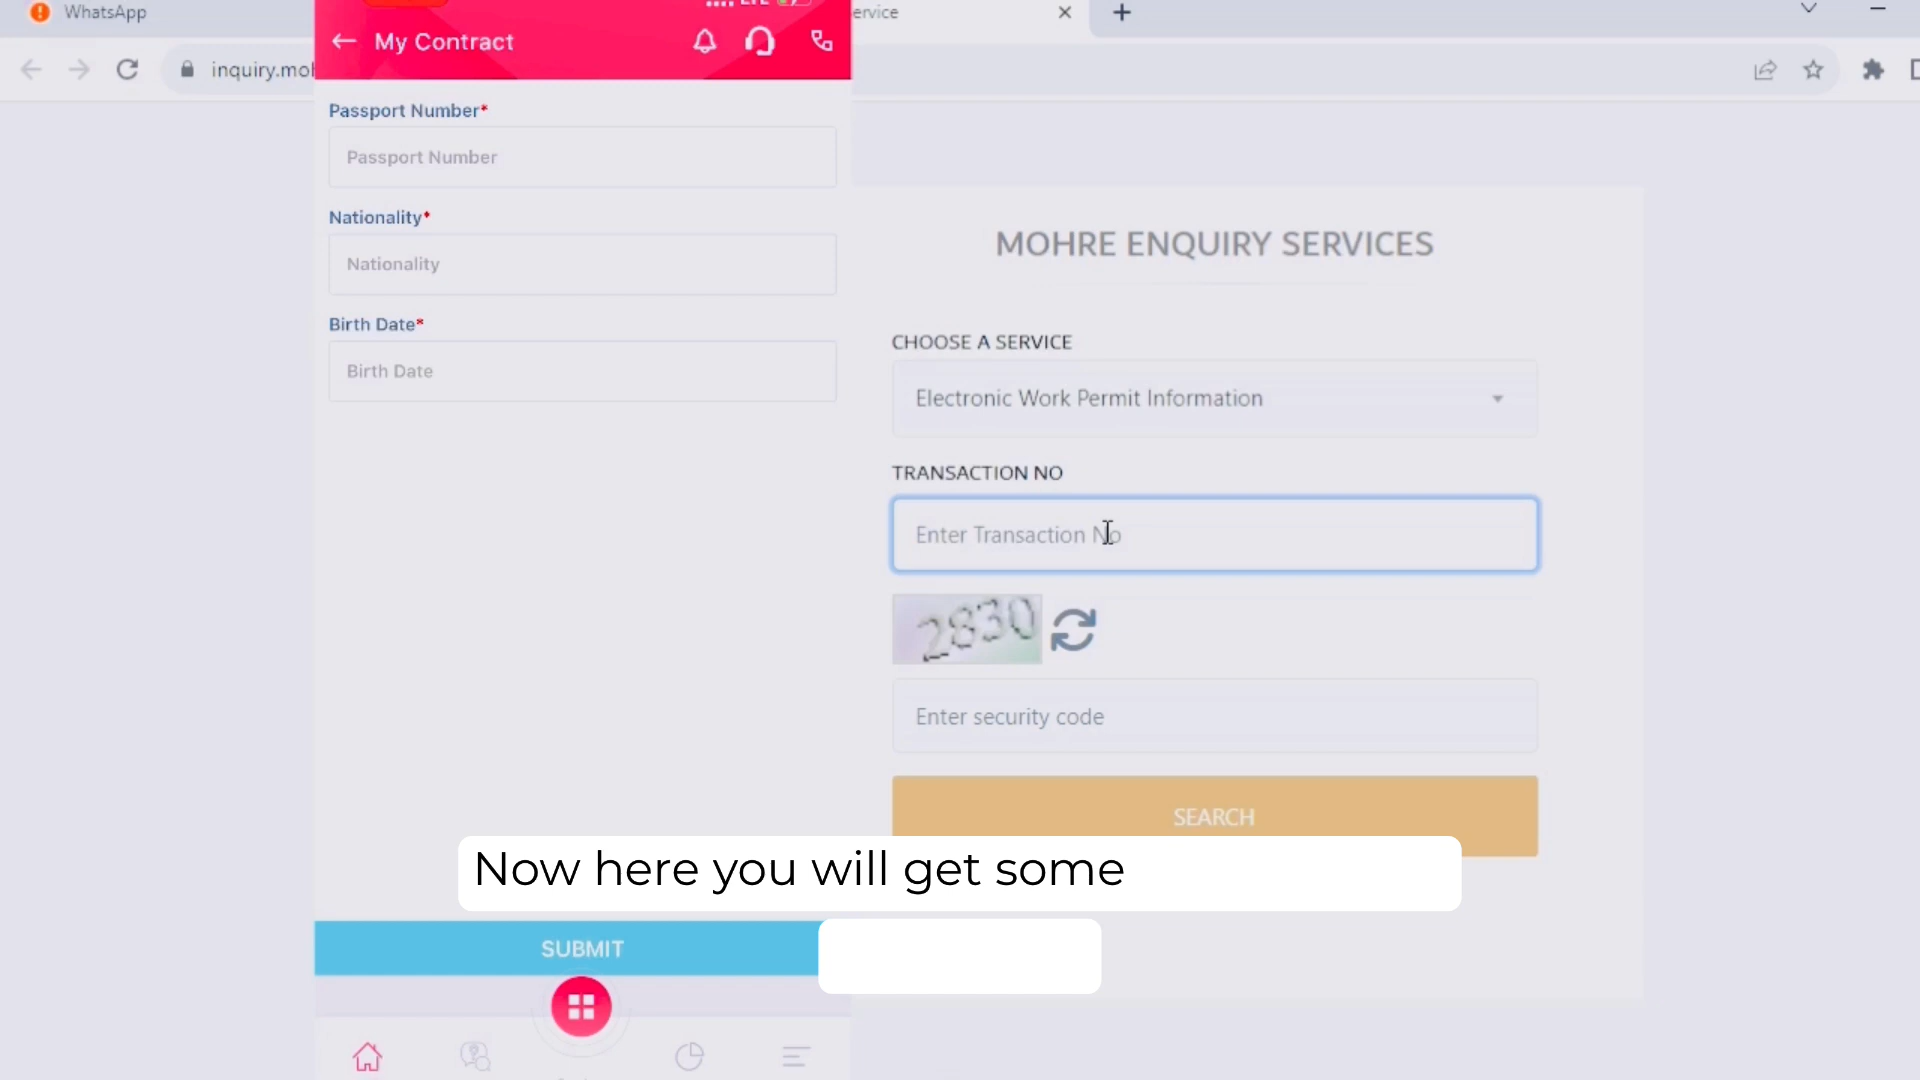 WhatsApp
LTE
ervice
My Contract
inquiry.moh
Passport Number*
Passport Number
Nationality*
Nationality
Birth Date*
Birth Date
SUBMIT
MOHRE ENQUIRY SERVICES
CHOOSE A SERVICE
Electronic Work Permit Information
TRANSACTION NO
Enter Transaction No
2830
Enter security code
SEARCH
Now here you will get some